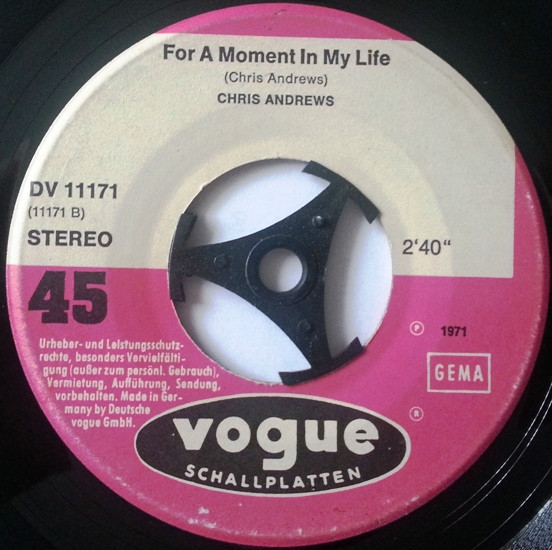 For A Moment In My Life
(Chris Andrews)
CHRIS ANDREWS
DV 11171
(11171 B)
STEREO
2'40"
45
℗ 1971
Urheber- und Leistungsschutz-
rechte, besonders Vervielfälti-
gung (außer zum persönl. Gebrauch),
Vermietung, Aufführung, Sendung,
vorbehalten. Made in Ger-
many by Deutsche
vogue GmbH.
GEMA
®
vogue
SCHALLPLATTEN